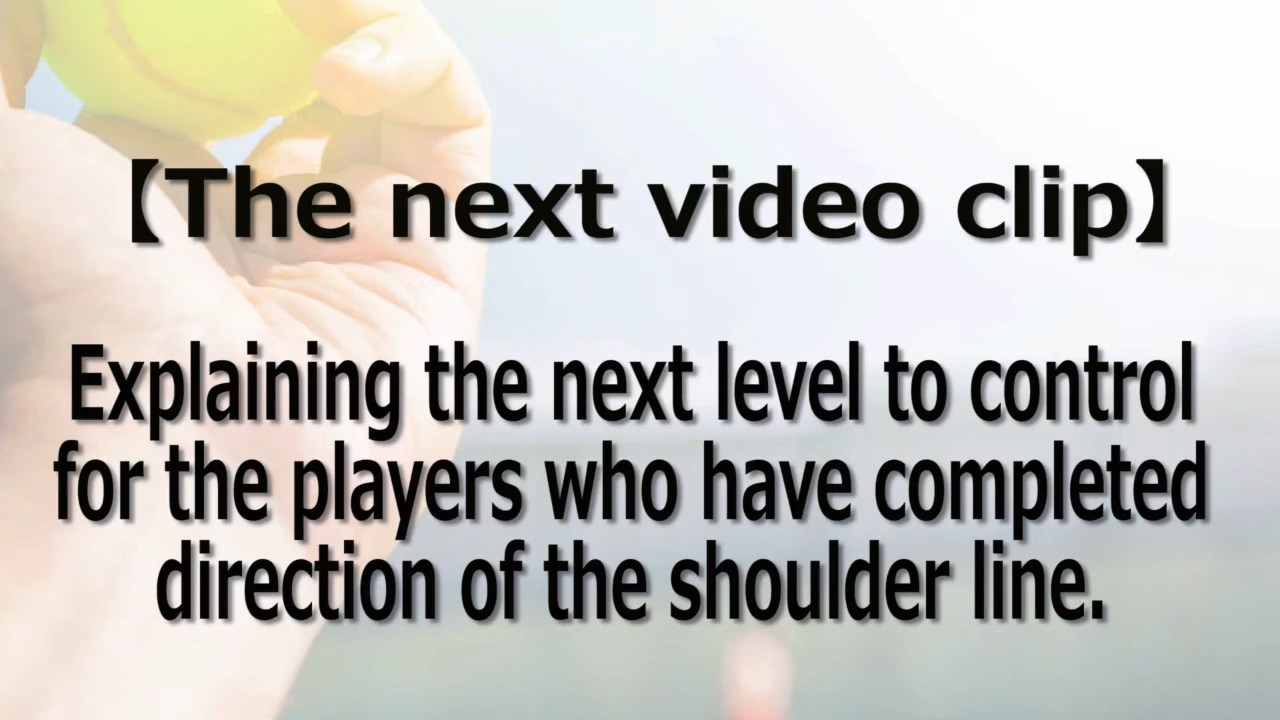 【The next video clip】
Explaining the next level to control
for the players who have completed
direction of the shoulder line.